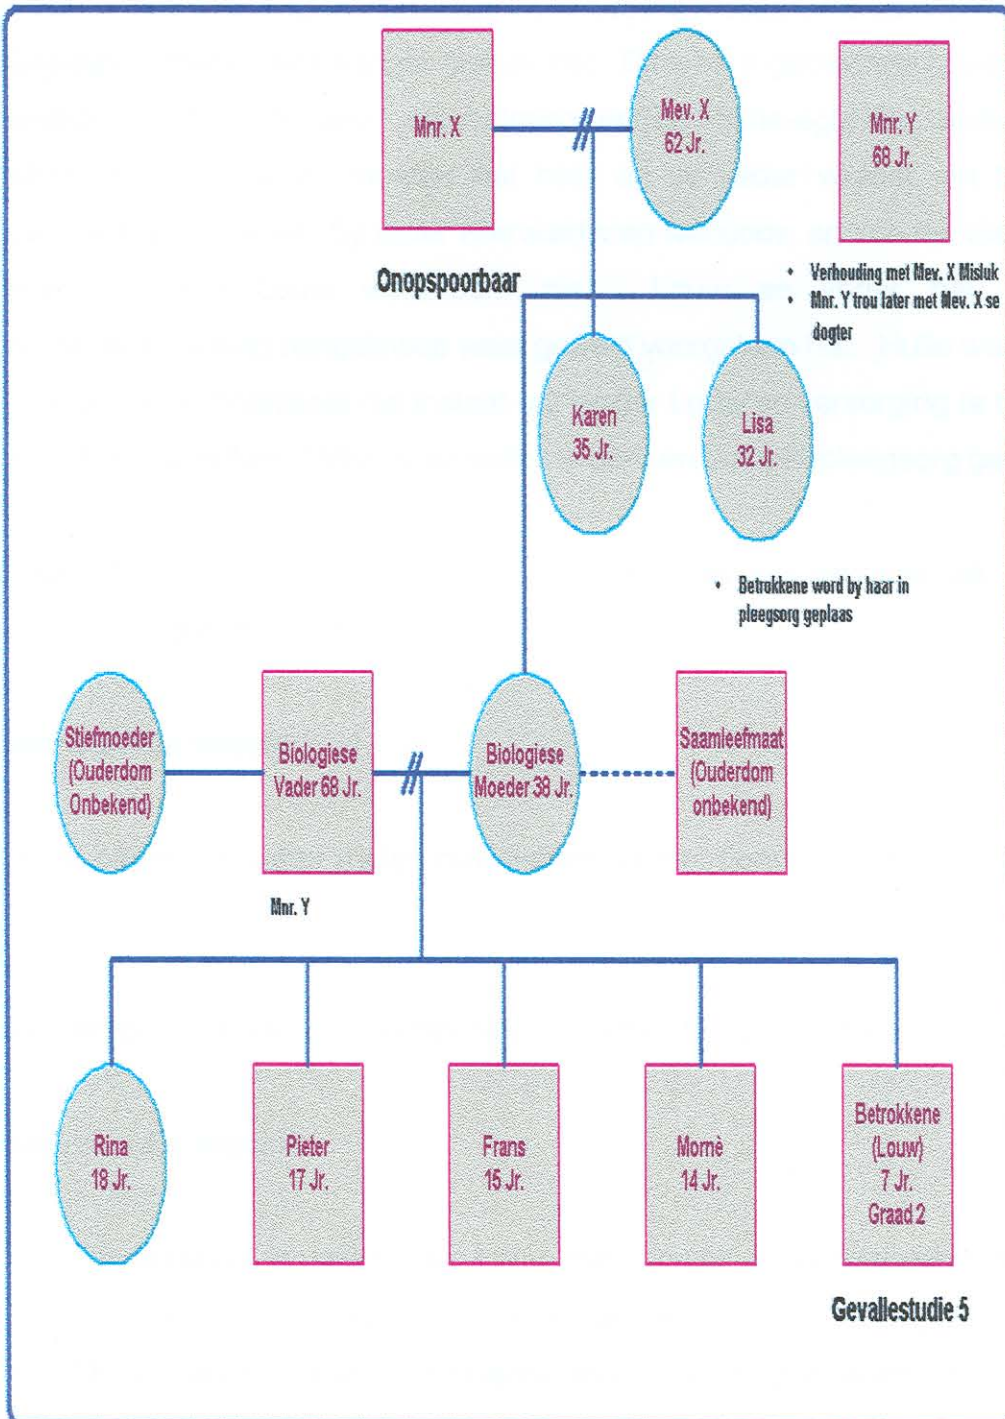 Mnr. X
Mev. X
62 Jr.
Mnr. Y
68 Jr.
Onopspoorbaar
• Verhouding met Mev. X Misluk
• Mnr. Y trou later met Mev. X se
dogter
Karen
35 Jr.
Lisa
32 Jr.
• Betrokkene word by haar in
pleegsorg geplaas
Stiefmoeder
(Ouderdom
Onbekend)
Biologiese
Vader 68 Jr.
Biologiese
Moeder 38 Jr.
Saamleefmaat
(Ouderdom
onbekend)
Mnr. Y
Rina
18 Jr.
Pieter
17 Jr.
Frans
15 Jr.
Mornè
14 Jr.
Betrokkene
(Louw)
7 Jr.
Graad 2
Gevallestudie 5